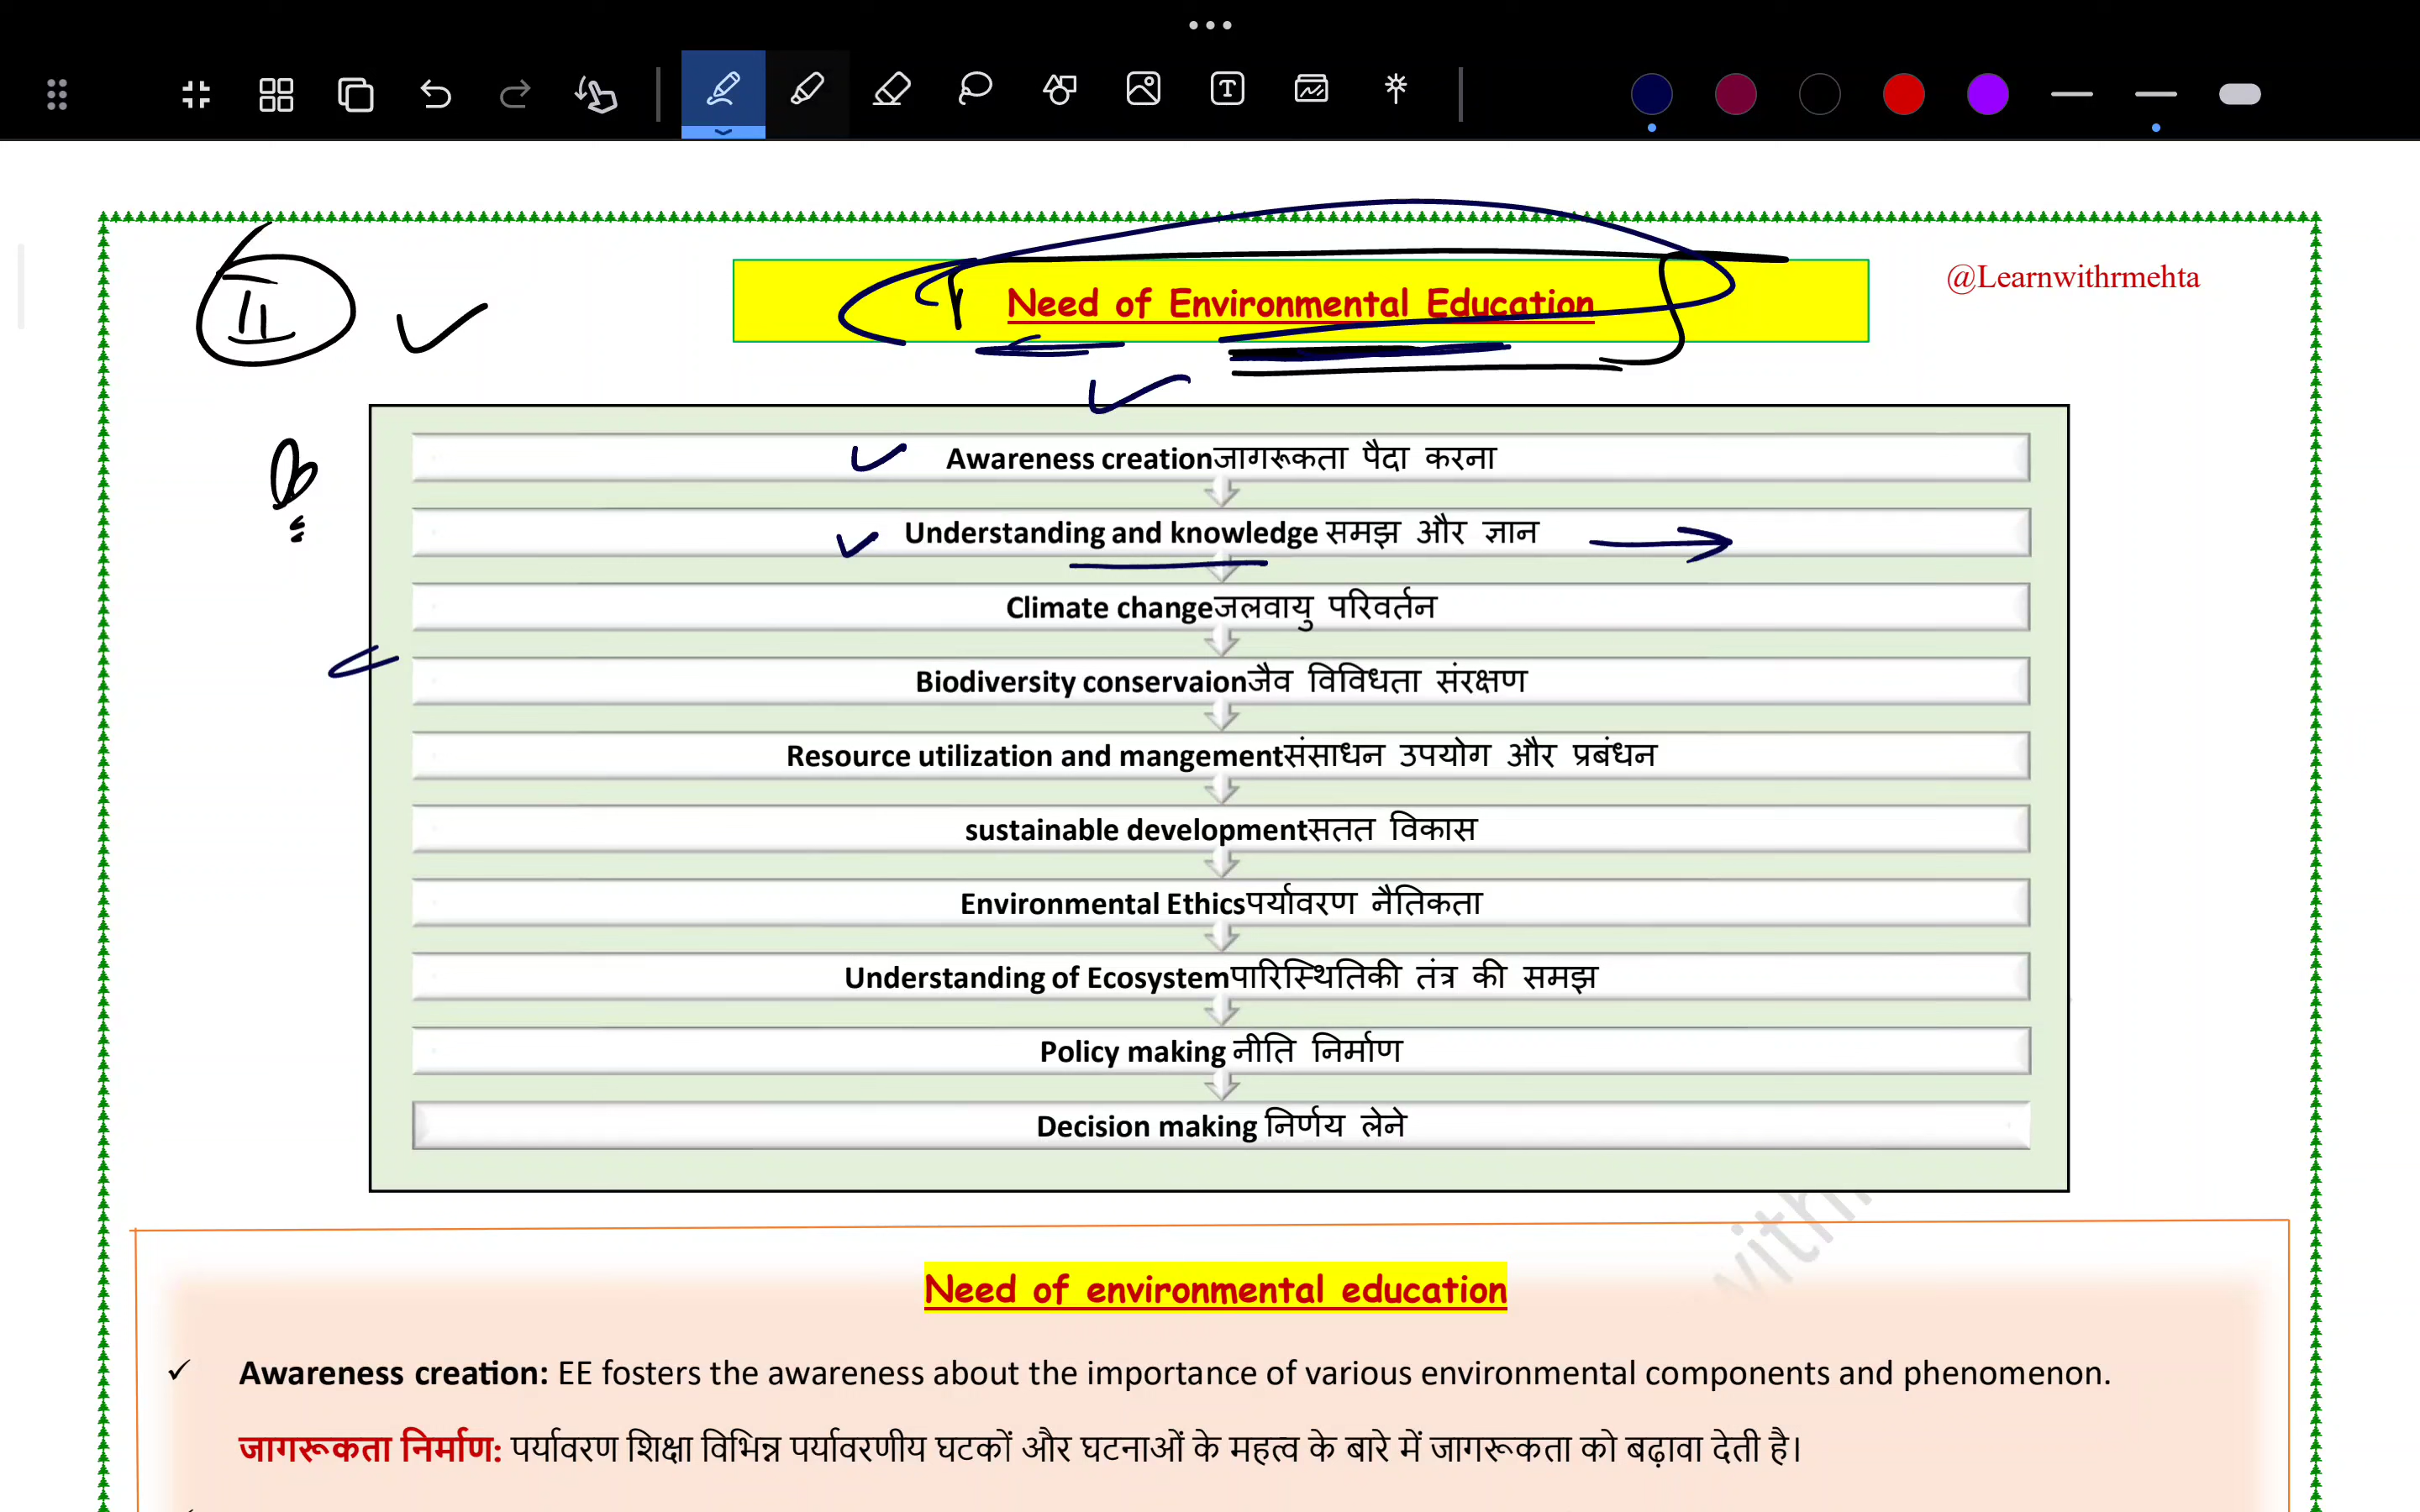 II
Need of Environmental Education
@Learnwithrmehta
Awareness creationजागरूकता पैदा करना
Understanding and knowledge समझ और ज्ञान
Climate changeजलवायु परिवर्तन
Biodiversity conservaionजैव विविधता संरक्षण
Resource utilization and mangementसंसाधन उपयोग और प्रबंधन
sustainable developmentसतत विकास
Environmental Ethicsपर्यावरण नैतिकता
Understanding of Ecosystemपारिस्थितिकी तंत्र की समझ
Policy making नीति निर्माण
Decision making निर्णय लेने
Need of environmental education
Awareness creation: EE fosters the awareness about the importance of various environmental components and phenomenon.
जागरूकता निर्माण: पर्यावरण शिक्षा विभिन्न पर्यावरणीय घटकों और घटनाओं के महत्व के बारे में जागरूकता को बढ़ावा देती है।